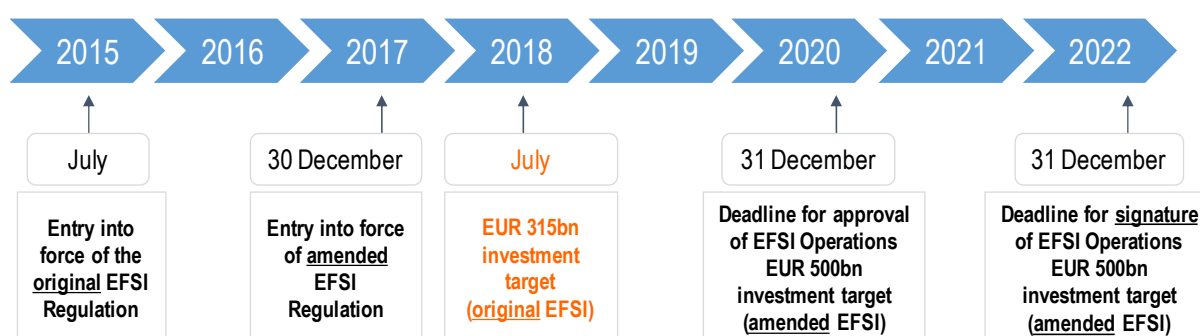 2015 2016 2017 2018 2019 2020 2021 2022
July
30 December
July
31 December
31 December
Entry into
force of the
original EFSI
Regulation
Entry into force
of amended
EFSI
Regulation
EUR 315bn
investment
target
(original EFSI)
Deadline for approval
of EFSI Operations
EUR 500bn
investment target
(amended EFSI)
Deadline for signature
of EFSI Operations
EUR 500bn
investment target
(amended EFSI)